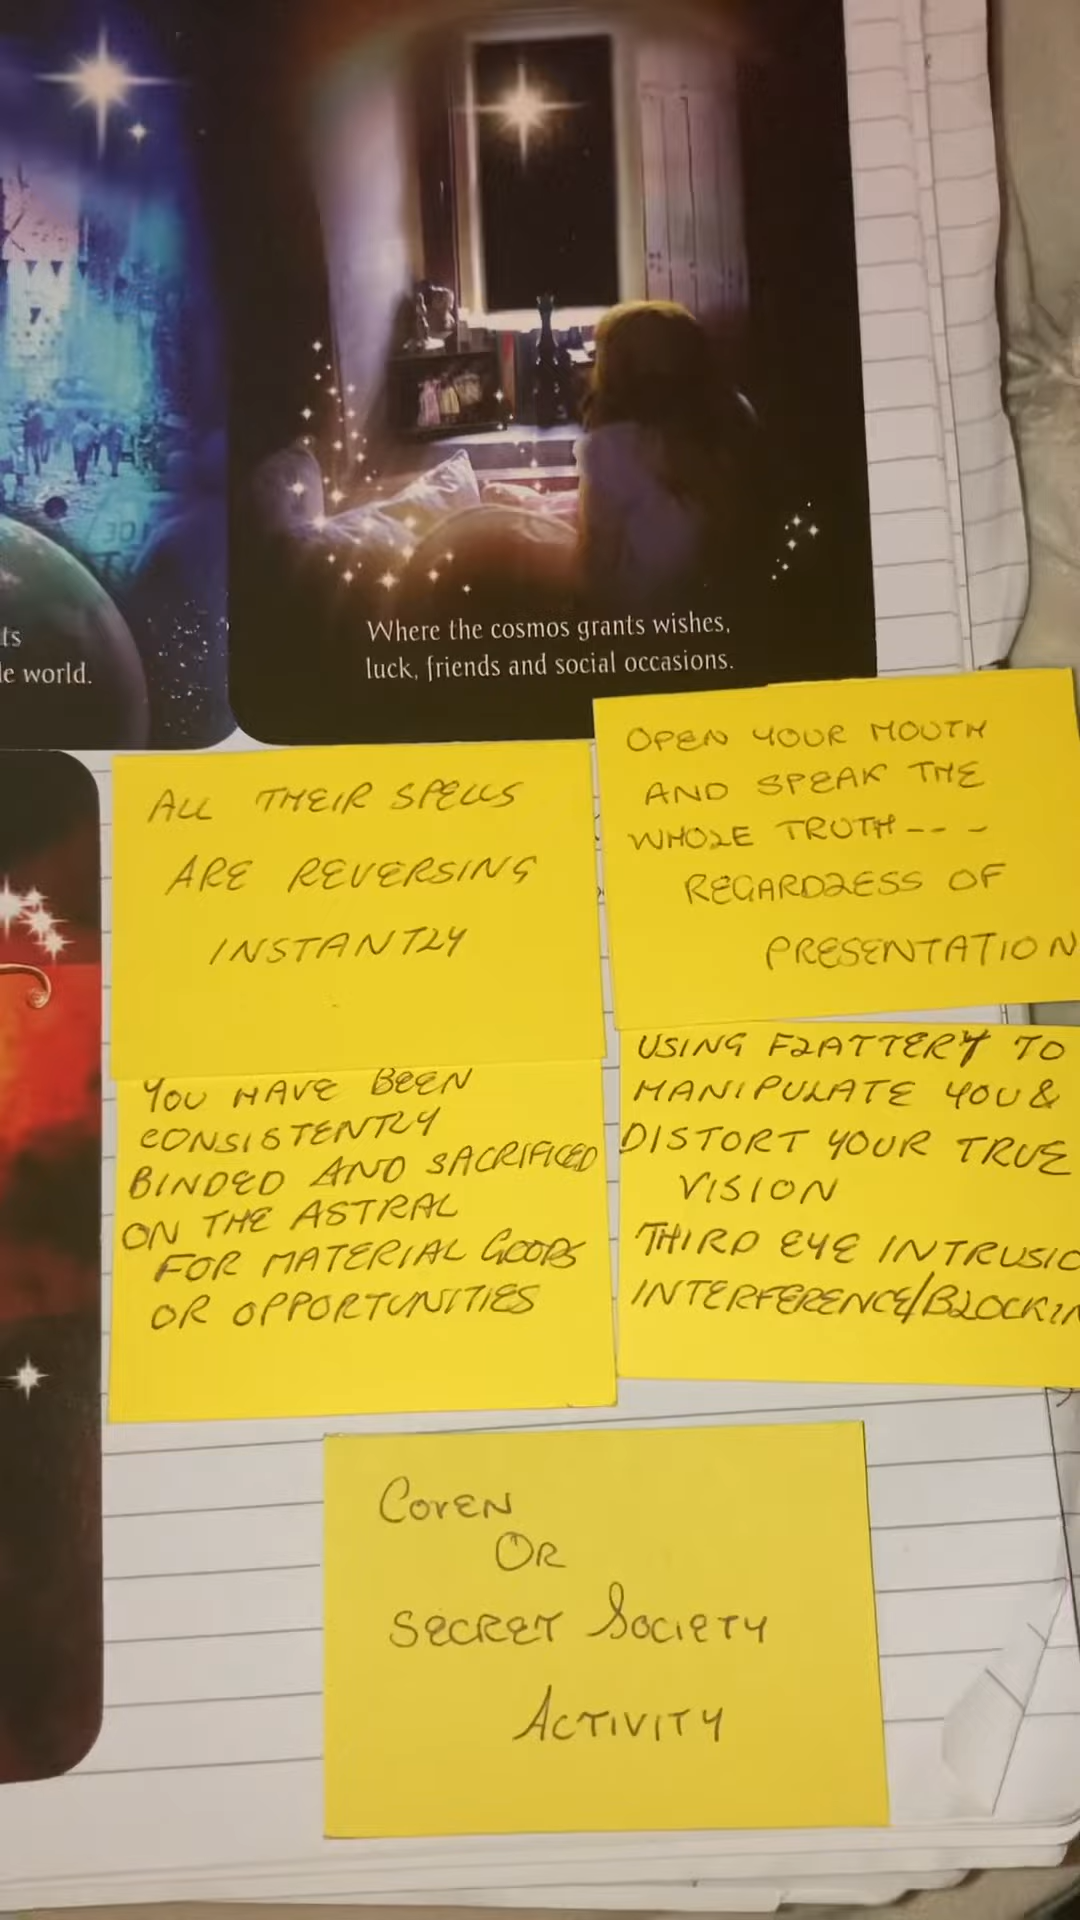 ts
le world.
Where the cosmos grants wishes,
luck, friends and social occasions.
ALL THEIR SPELLS
ARE REVERSING
INSTANTLY
OPEN YOUR MOUTH
AND SPEAK THE
WHOLE TRUTH----
REGARDLESS OF
PRESENTATION
YOU HAVE BEEN
CONSISTENTLY
BINDED AND SACRIFICED
ON THE ASTRAL
FOR MATERIAL GOODS
OR OPPORTUNITIES
USING FLATTERY TO
MANIPULATE YOU &
DISTORT YOUR TRUE
VISION
THIRD EYE INTRUSIO
INTERFERENCE/BLOCKIN
COVEN
OR
SECRET SOCIETY
ACTIVITY